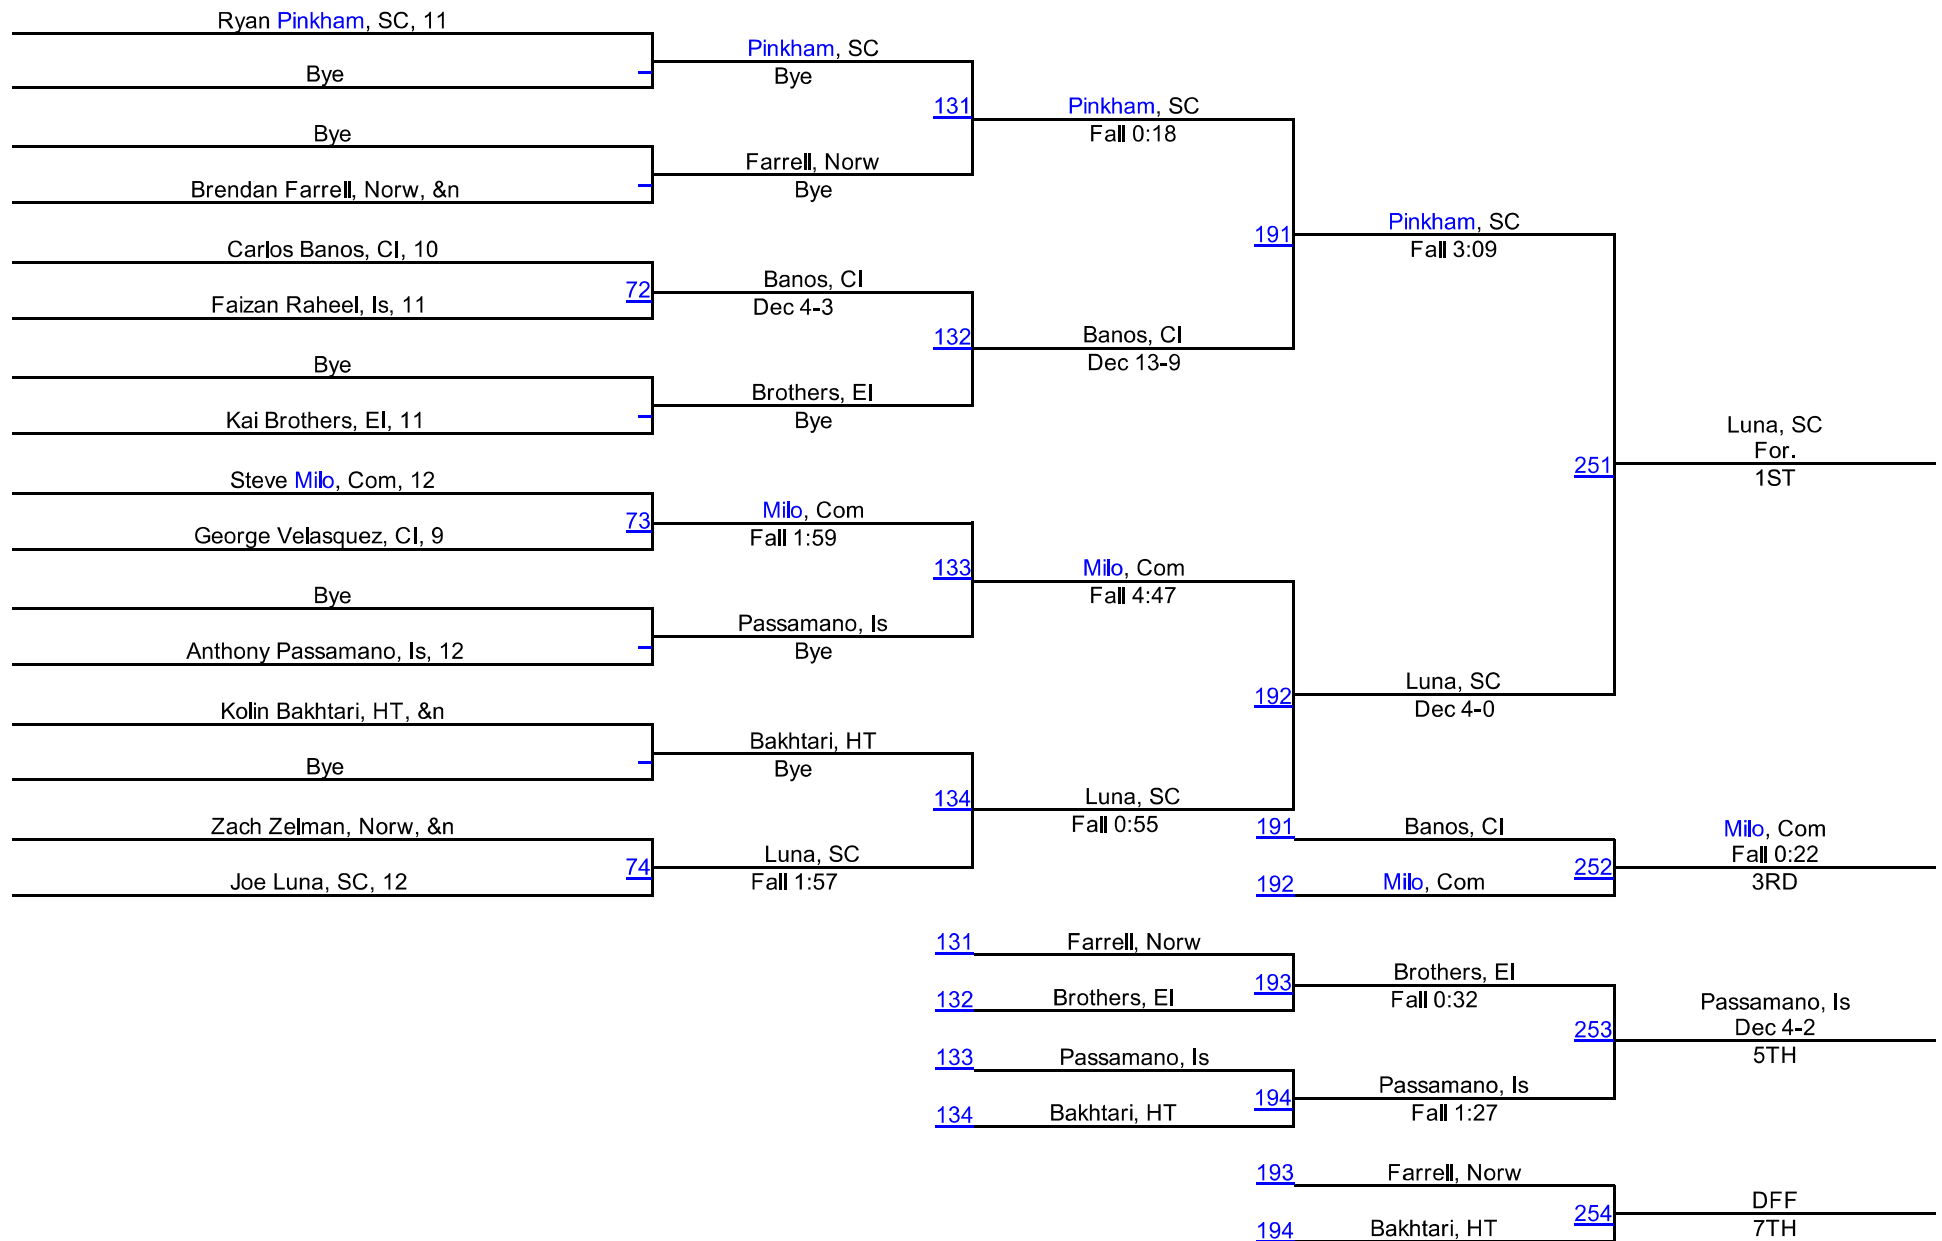 Ryan Pinkham, SC, 11
Bye
Bye
Brendan Farrell, Norw, &n
Carlos Banos, CI, 10
Faizan Raheel, Is, 11
Bye
Kai Brothers, EI, 11
Steve Milo, Com, 12
George Velasquez, CI, 9
Bye
Anthony Passamano, Is, 12
Kolin Bakhtari, HT, &n
Bye
Zach Zelman, Norw, &n
Joe Luna, SC, 12
72
73
74
Pinkham, SC
Bye
Farrell, Norw
Bye
Banos, CI
Dec 4-3
Brothers, EI
Bye
Milo, Com
Fall 1:59
Passamano, Is
Bye
Bakhtari, HT
Bye
Luna, SC
Fall 1:57
131
132
133
134
Pinkham, SC
Fall 0:18
Banos, CI
Dec 13-9
Milo, Com
Fall 4:47
Luna, SC
Fall 0:55
191
192
Pinkham, SC
Fall 3:09
Luna, SC
Dec 4-0
251
Luna, SC
For.
1ST
191
Banos, CI
192
Milo, Com
252
Milo, Com
Fall 0:22
3RD
131
Farrell, Norw
132
Brothers, EI
193
133
Passamano, Is
134
Bakhtari, HT
194
Brothers, EI
Fall 0:32
Passamano, Is
Fall 1:27
253
Passamano, Is
Dec 4-2
5TH
193
Farrell, Norw
194
Bakhtari, HT
254
DFF
7TH